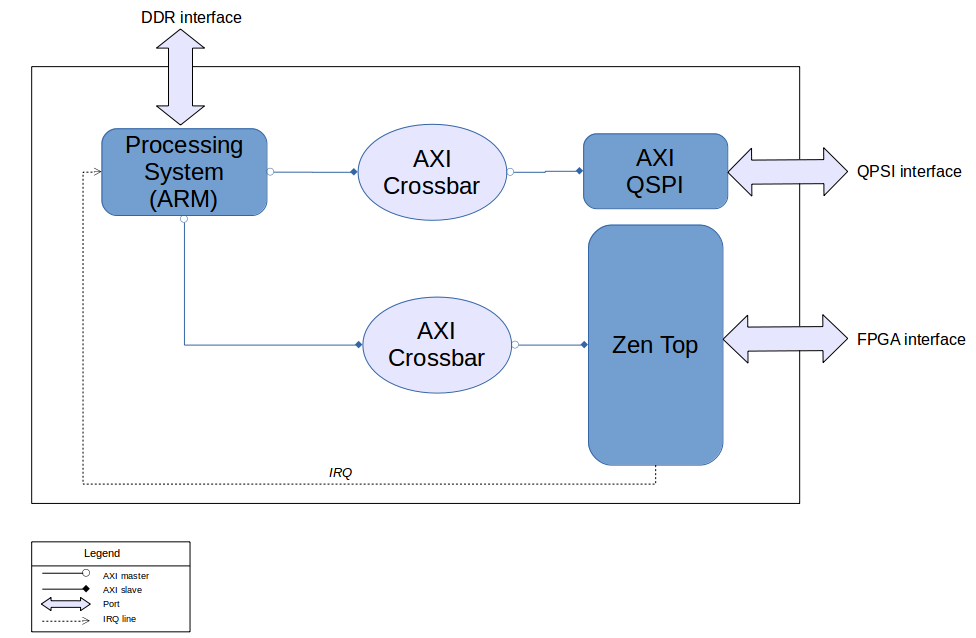 DDR interface
Processing
System
(ARM)
AXI
Crossbar
AXI
QSPI
QPSI interface
AXI
Crossbar
Zen Top
FPGA interface
IRQ
Legend
AXI master
AXI slave
Port
IRQ line